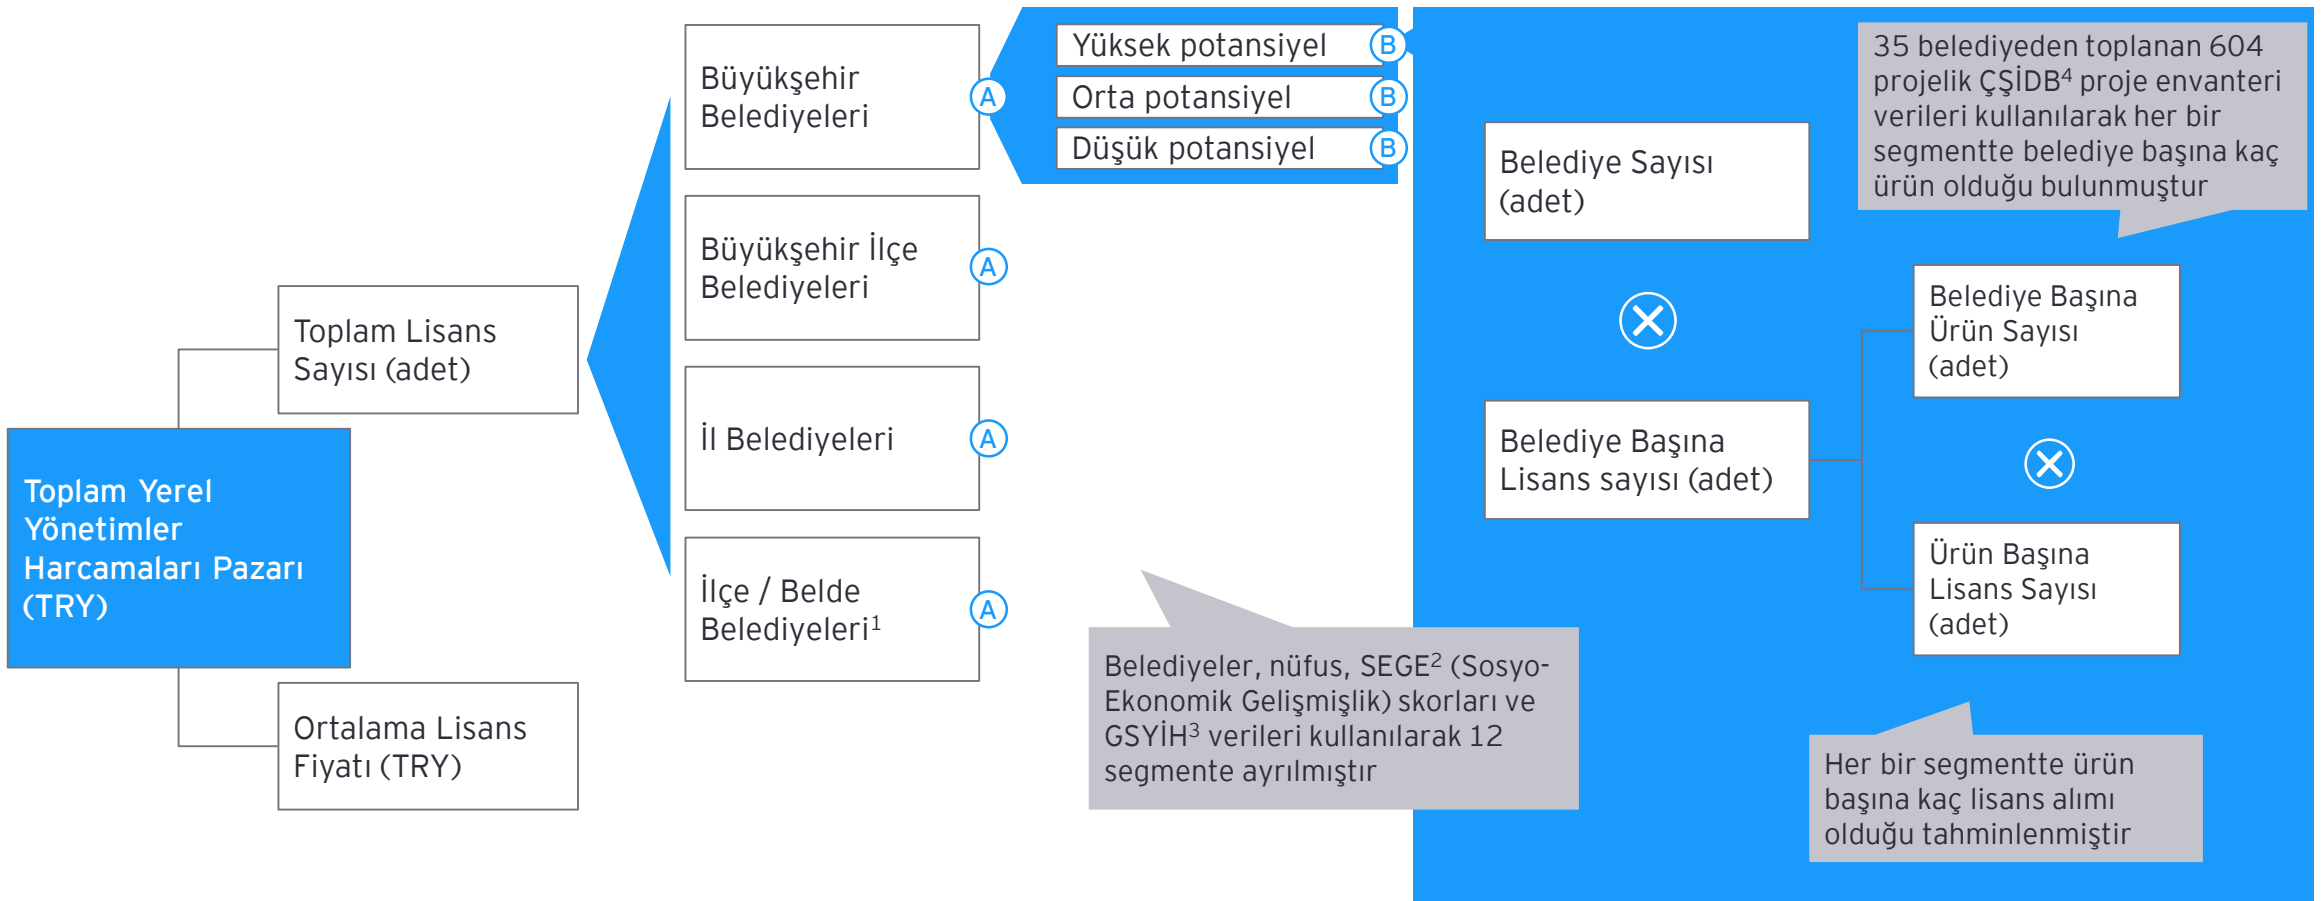 Toplam Yerel
Yönetimler
Harcamaları Pazarı
(TRY)
Toplam Lisans
Sayısı (adet)
Ortalama Lisans
Fiyatı (TRY)
Büyükşehir
Belediyeleri
A
Büyükşehir İlçe
Belediyeleri
A
İl Belediyeleri
A
İlçe / Belde
Belediyeleri¹
A
Yüksek potansiyel
B
Orta potansiyel
B
Düşük potansiyel
B
Belediyeler, nüfus, SEGE² (Sosyo-
Ekonomik Gelişmişlik) skorları ve
GSYİH³ verileri kullanılarak 12
segmente ayrılmıştır
Belediye Sayısı
(adet)
Belediye Başına
Lisans sayısı (adet)
35 belediyeden toplanan 604
projelik ÇŞİDB⁴ proje envanteri
verileri kullanılarak her bir
segmentte belediye başına kaç
ürün olduğu bulunmuştur
Belediye Başına
Ürün Sayısı
(adet)
Ürün Başına
Lisans Sayısı
(adet)
Her bir segmentte ürün
başına kaç lisans alımı
olduğu tahminlenmiştir